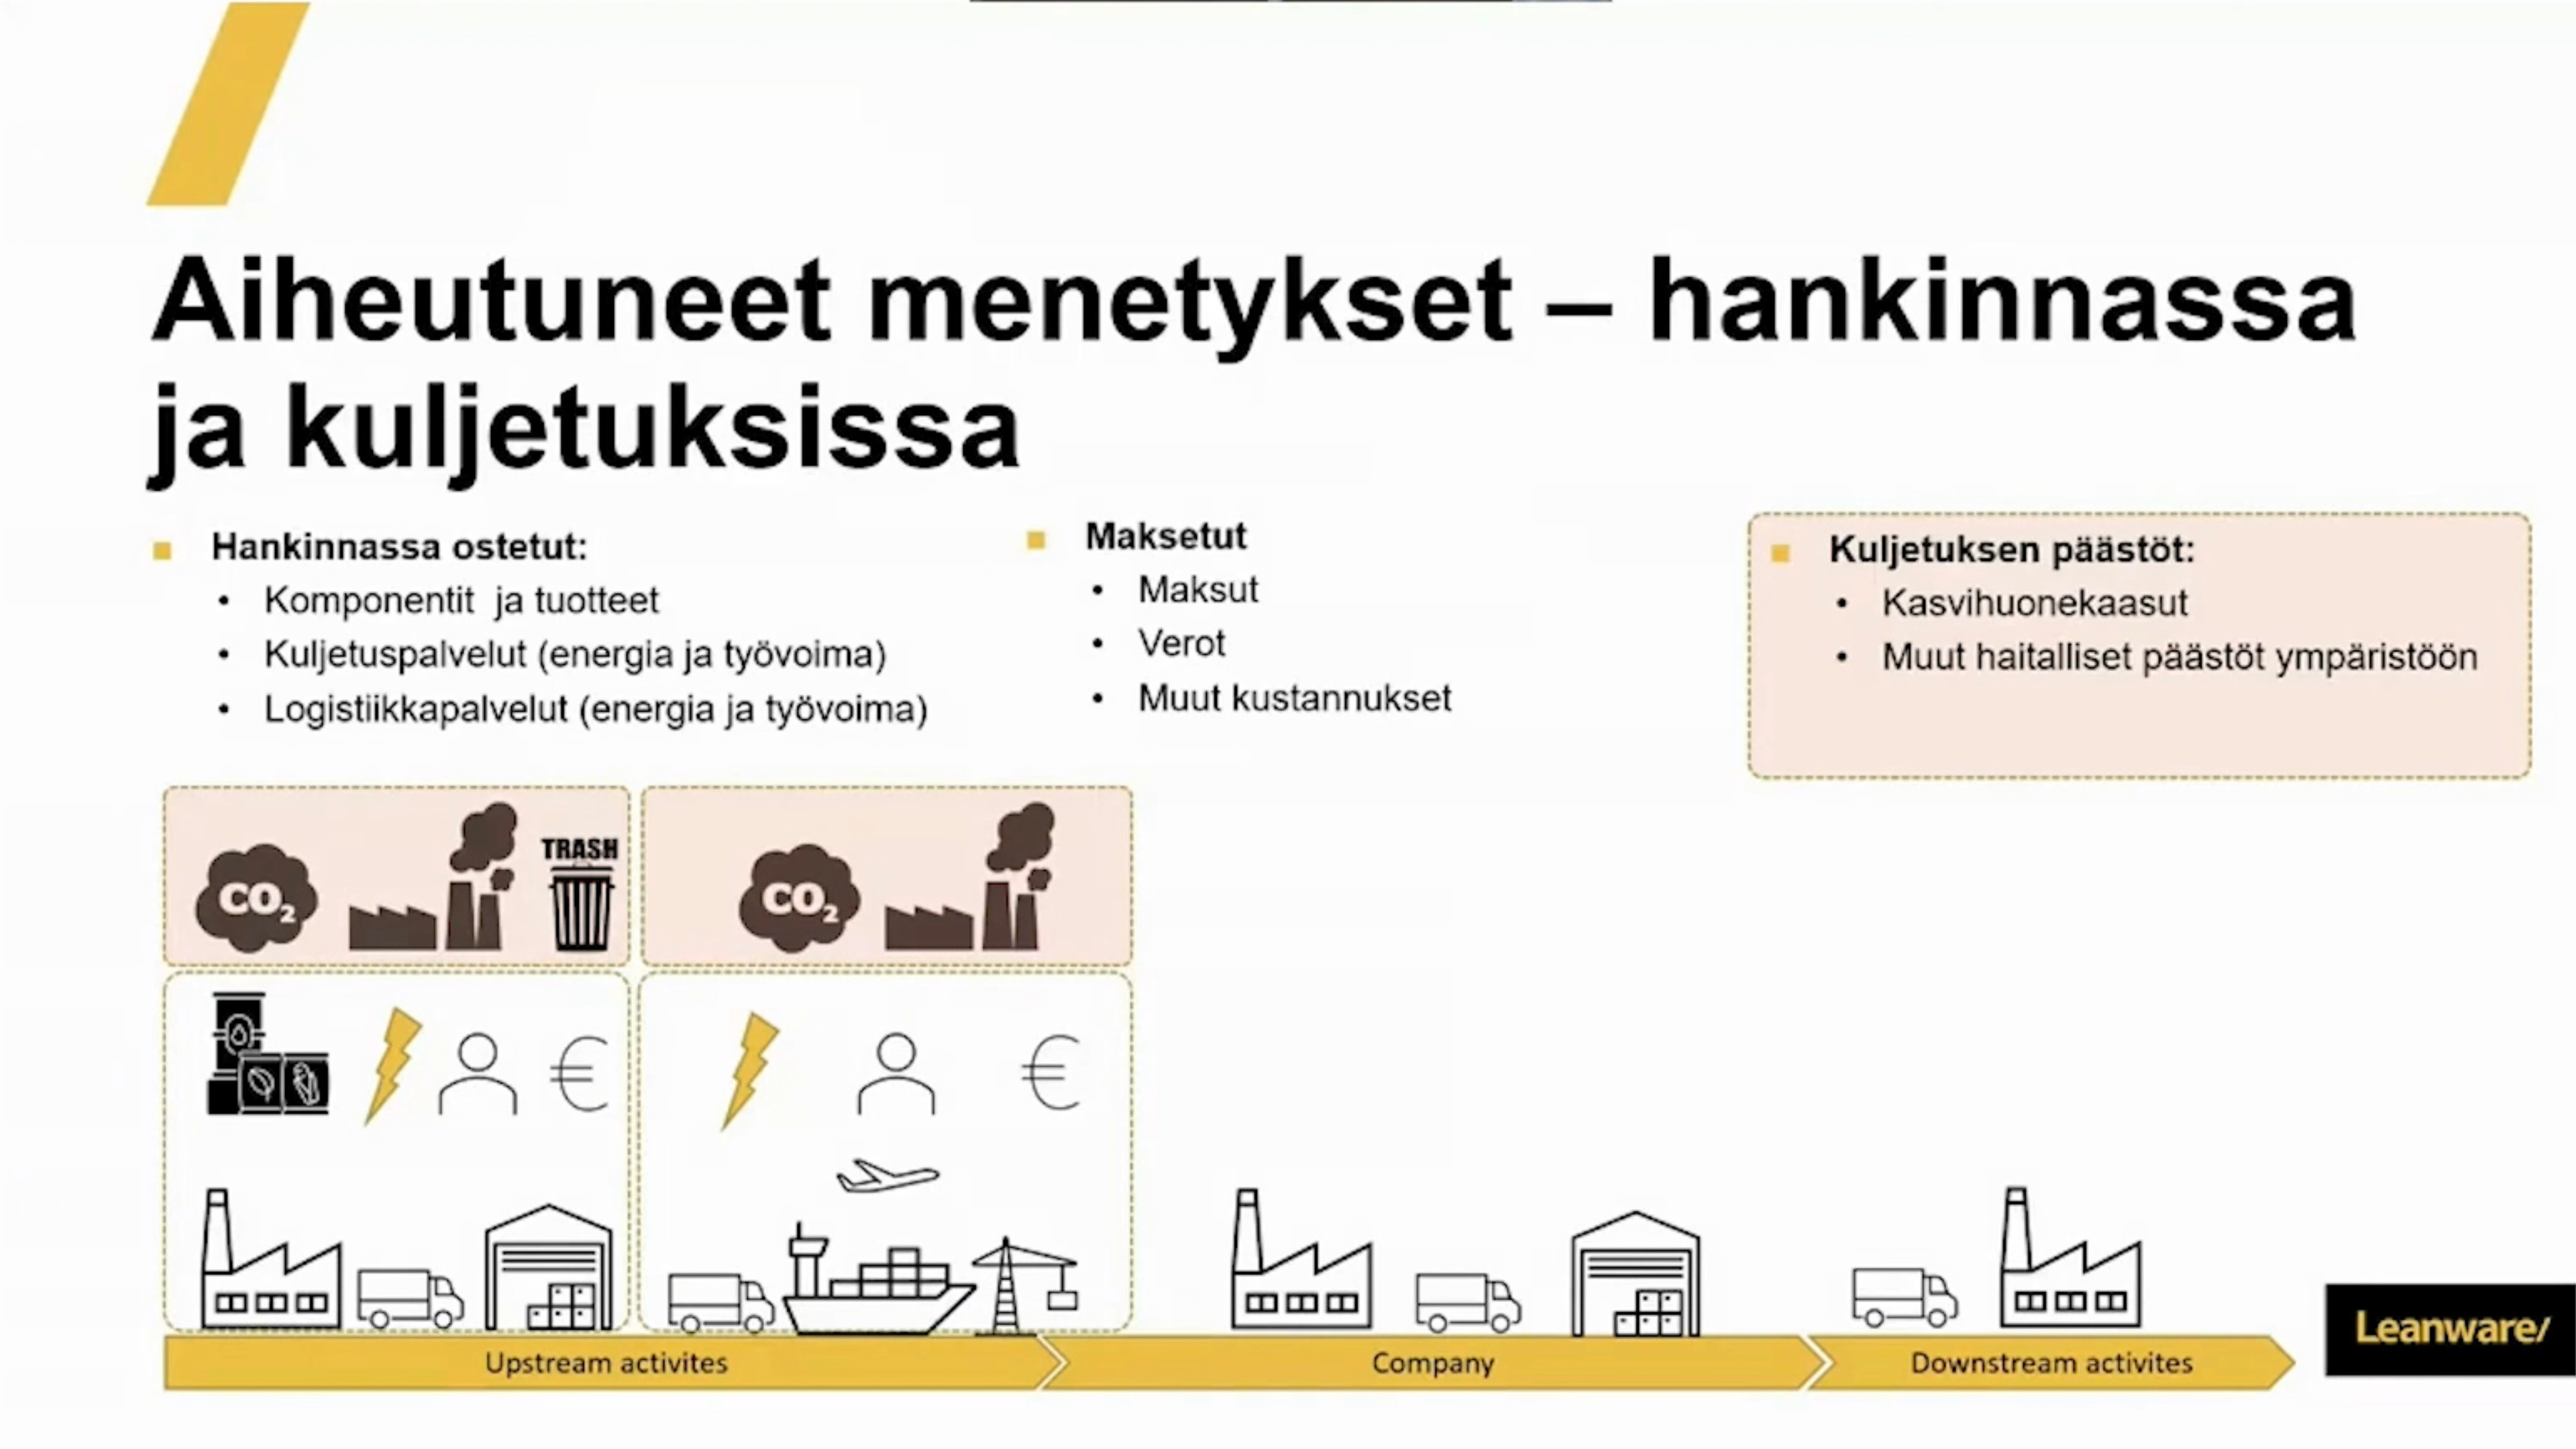 Aiheutuneet menetykset – hankinnassa
ja kuljetuksissa
Hankinnassa ostetut:
Komponentit ja tuotteet
Kuljetuspalvelut (energia ja työvoima)
Logistiikkapalvelut (energia ja työvoima)
Maksetut
Maksut
Verot
Muut kustannukset
Kuljetuksen päästöt:
Kasvihuonekaasut
Muut haitalliset päästöt ympäristöön
CO₂
TRASH
CO₂
€
€
Upstream activites
Company
Downstream activites
Leanware/